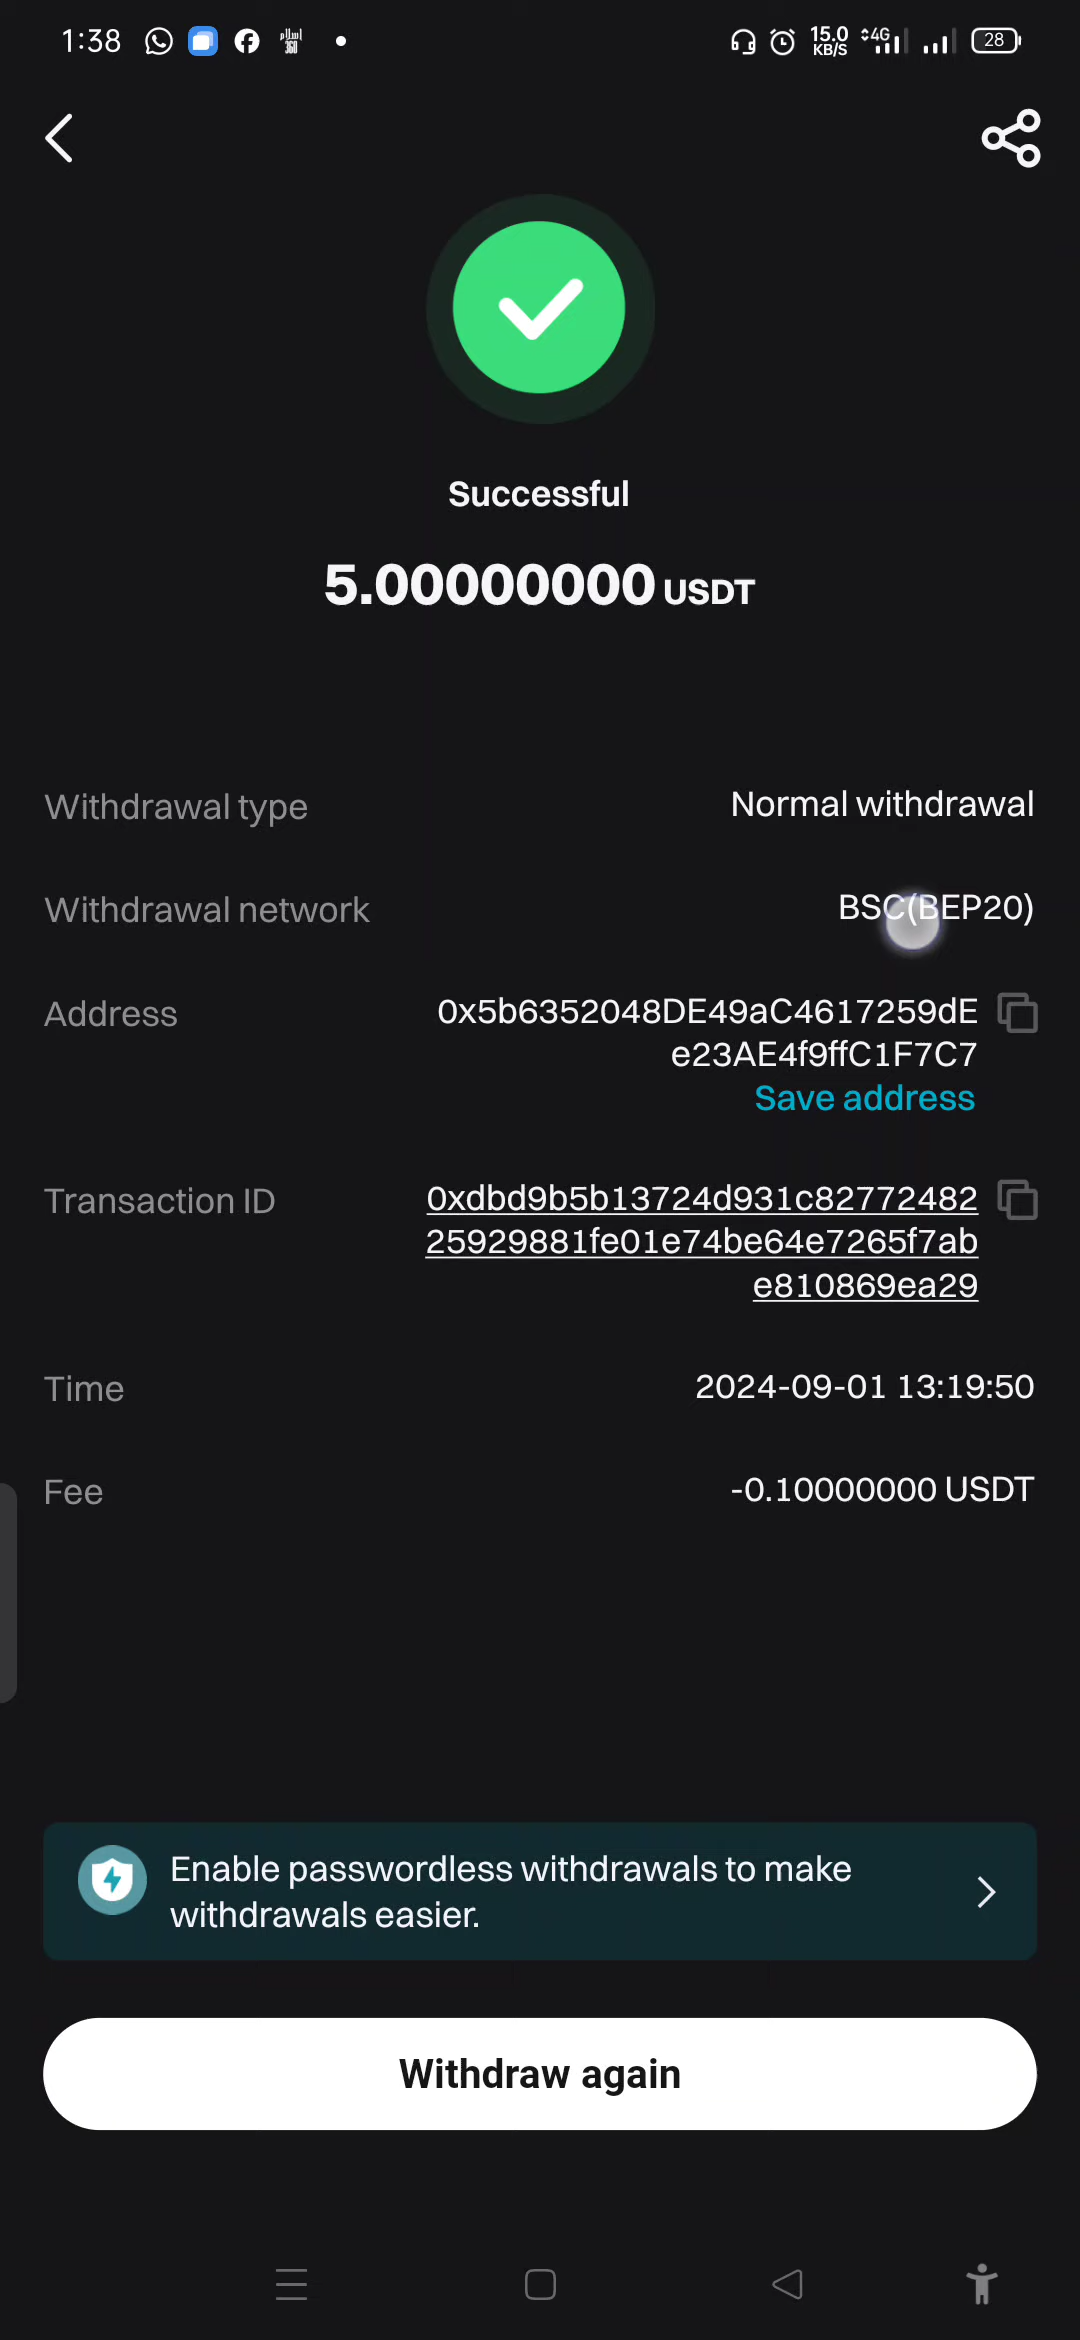 1:38
اسلام
360
15.0
KB/S
4G
28
Successful
5.00000000 USDT
Withdrawal type
Normal withdrawal
Withdrawal network
BSC(BEP20)
Address
0x5b6352048DE49aC4617259dE
e23AE4f9ffC1F7C7
Save address
Transaction ID
0xdbd9b5b13724d931c82772482
25929881fe01e74be64e7265f7ab
e810869ea29
Time
2024-09-01 13:19:50
Fee
-0.10000000 USDT
Enable passwordless withdrawals to make
withdrawals easier.
Withdraw again